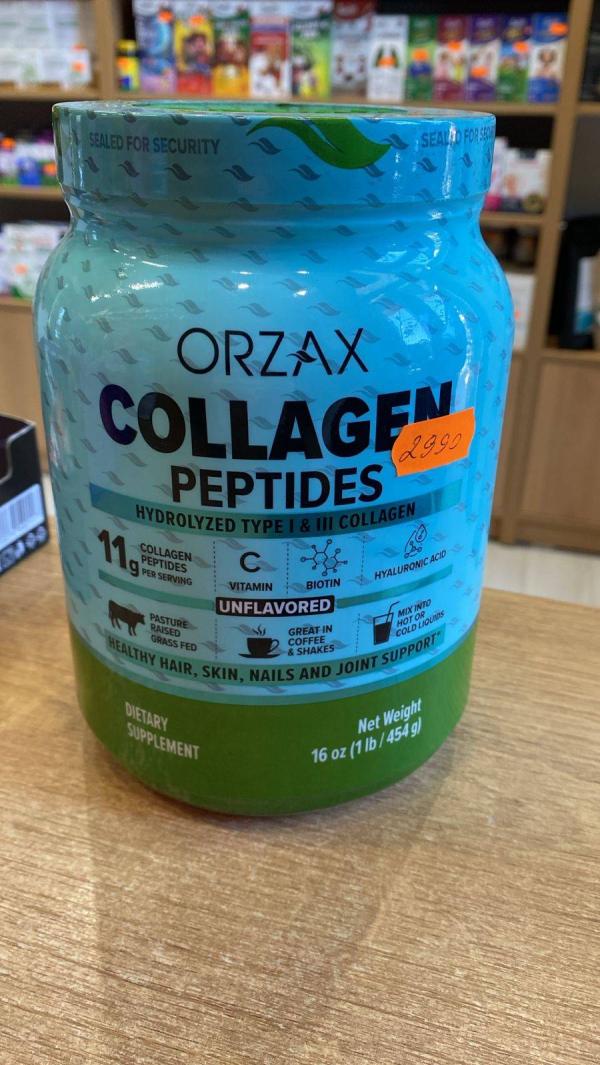 SEALED FOR SECURITY
SEALED FOR SECU
ORZAX
COLLAGEN
2990
PEPTIDES
HYDROLYZED TYPE I & III COLLAGEN
11g COLLAGEN
PEPTIDES
PER SERVING
C
VITAMIN
BIOTIN
HYALURONIC ACID
UNFLAVORED
PASTURE
RAISED
GRASS FED
GREAT IN
COFFEE
& SHAKES
MIX INTO
HOT OR
COLD LIQUIDS
HEALTHY HAIR, SKIN, NAILS AND JOINT SUPPORT*
DIETARY
SUPPLEMENT
Net Weight
16 oz (1 lb / 454 g)